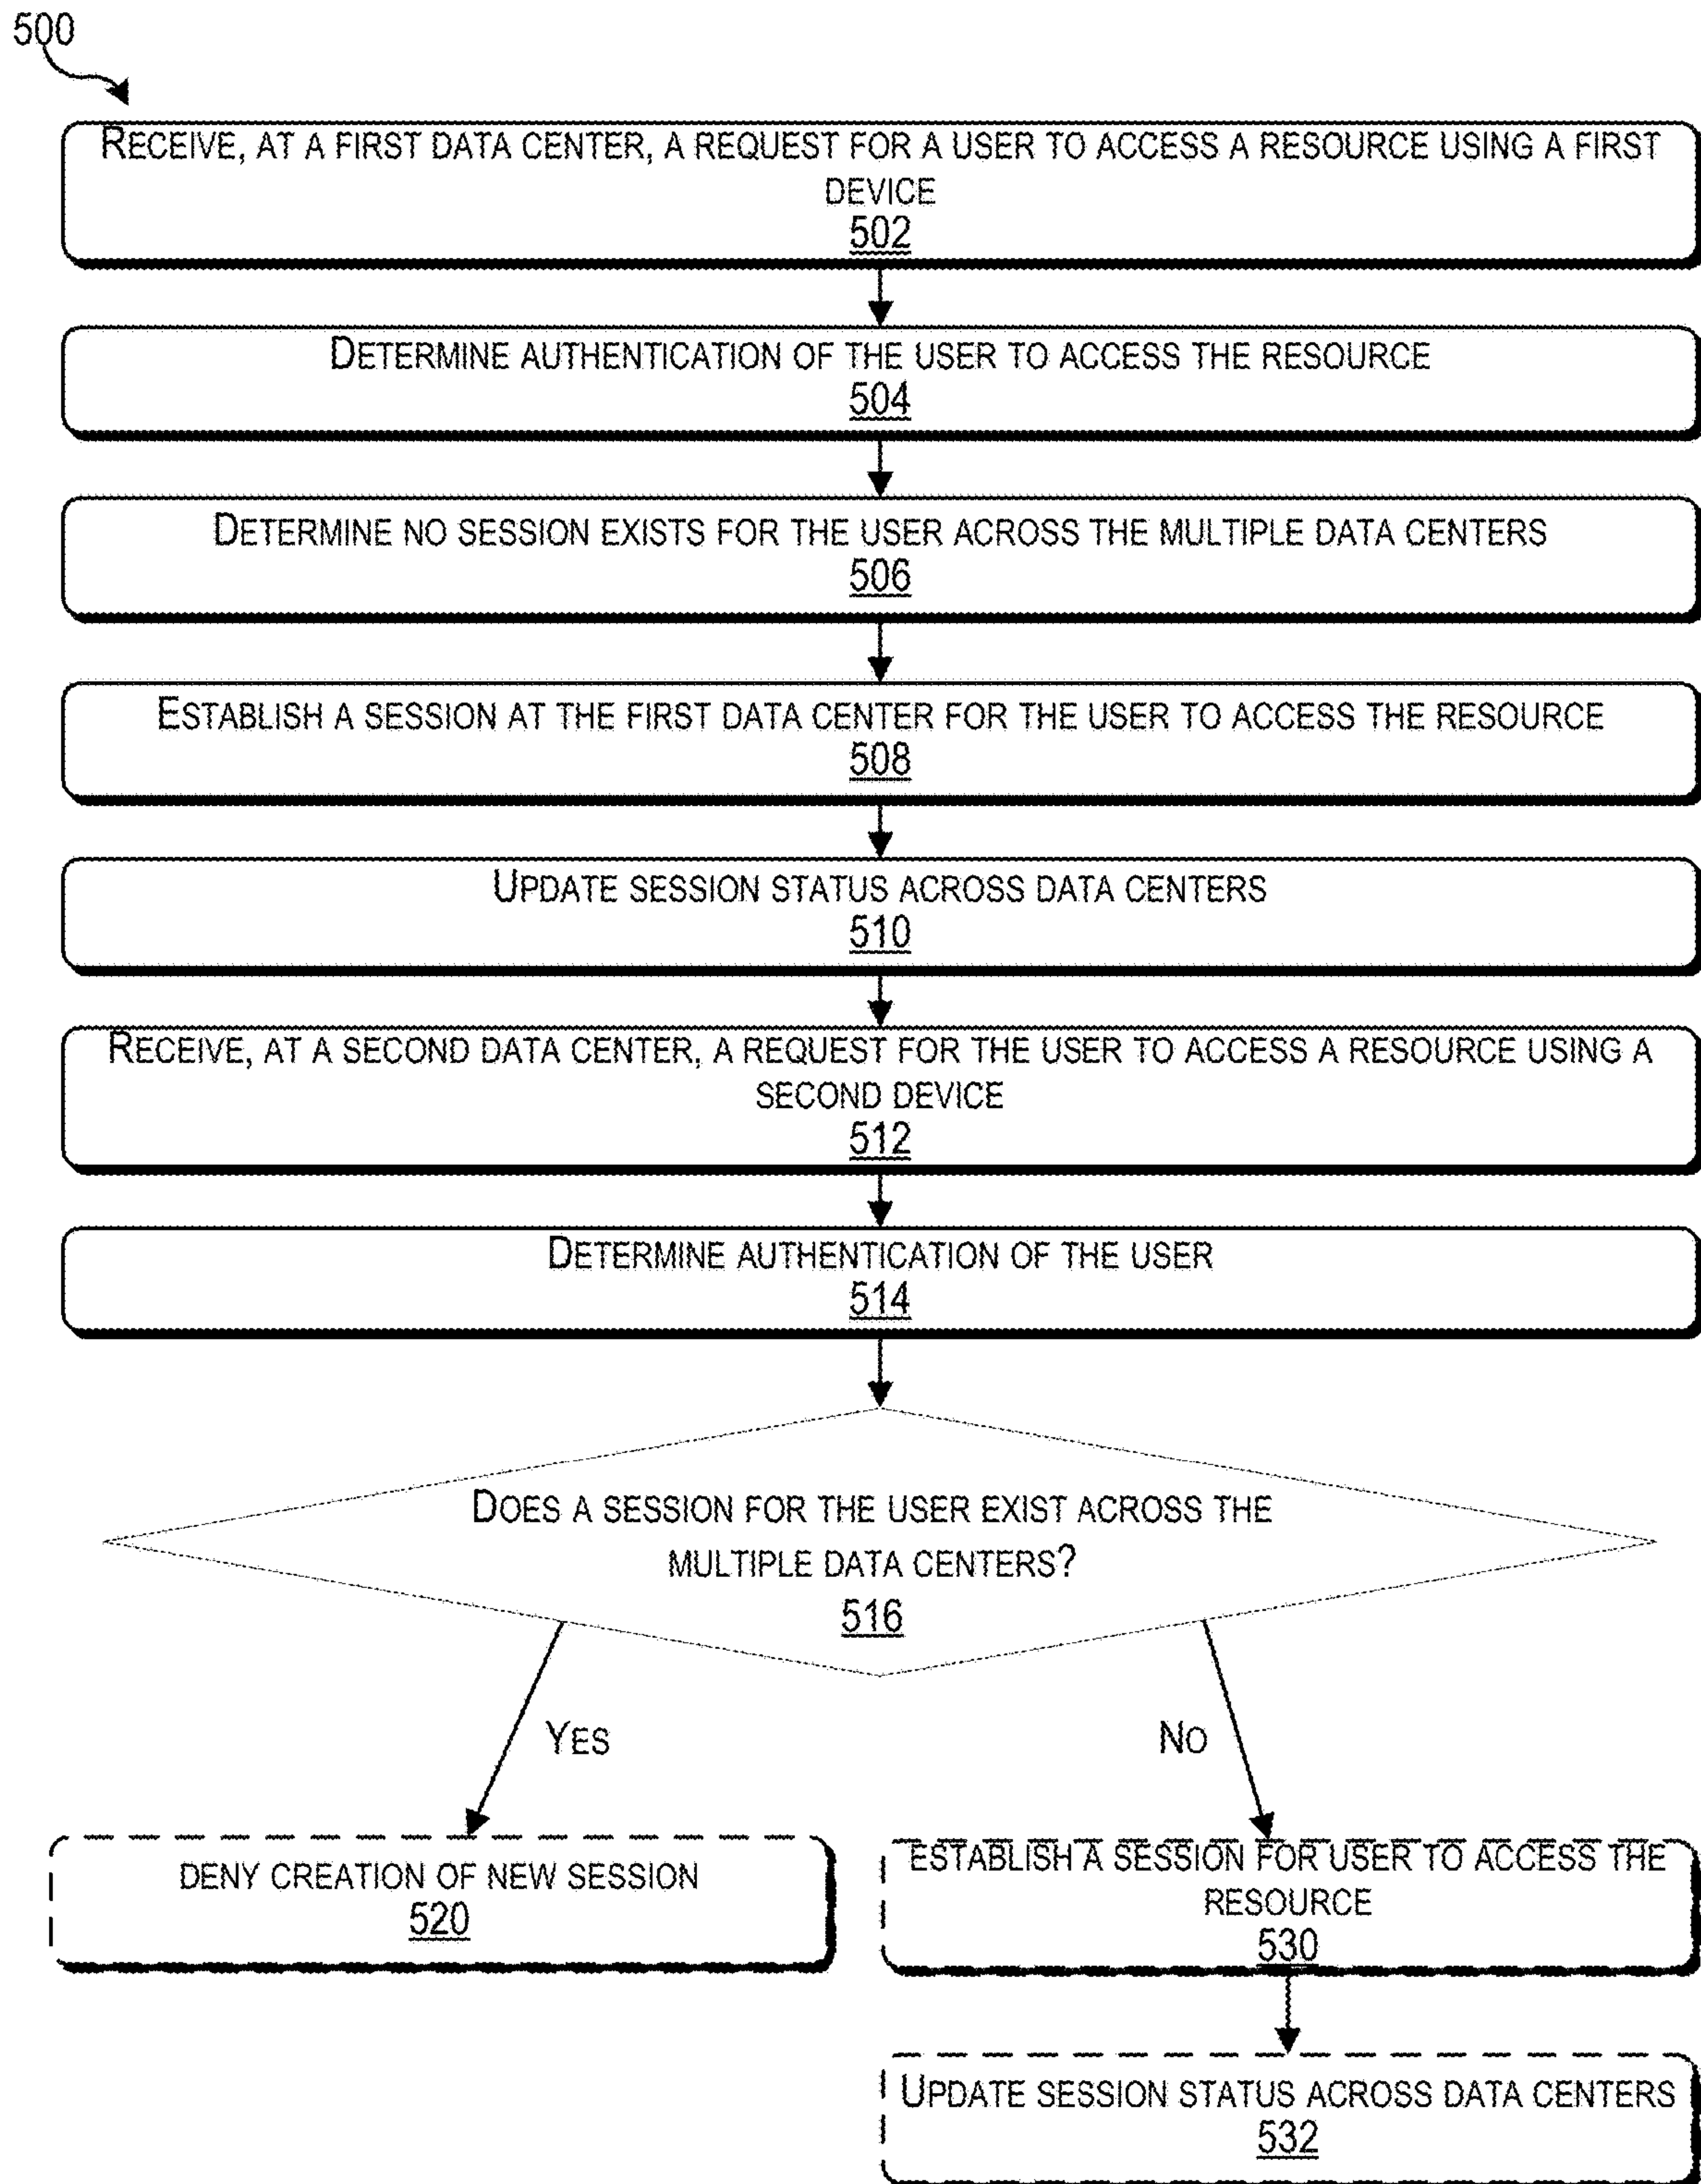 500
RECEIVE, AT A FIRST DATA CENTER, A REQUEST FOR A USER TO ACCESS A RESOURCE USING A FIRST
DEVICE
502
DETERMINE AUTHENTICATION OF THE USER TO ACCESS THE RESOURCE
504
DETERMINE NO SESSION EXISTS FOR THE USER ACROSS THE MULTIPLE DATA CENTERS
506
ESTABLISH A SESSION AT THE FIRST DATA CENTER FOR THE USER TO ACCESS THE RESOURCE
508
UPDATE SESSION STATUS ACROSS DATA CENTERS
510
RECEIVE, AT A SECOND DATA CENTER, A REQUEST FOR THE USER TO ACCESS A RESOURCE USING A
SECOND DEVICE
512
DETERMINE AUTHENTICATION OF THE USER
514
DOES A SESSION FOR THE USER EXIST ACROSS THE
MULTIPLE DATA CENTERS?
516
YES
NO
DENY CREATION OF NEW SESSION
520
ESTABLISH A SESSION FOR USER TO ACCESS THE
RESOURCE
530
UPDATE SESSION STATUS ACROSS DATA CENTERS
532